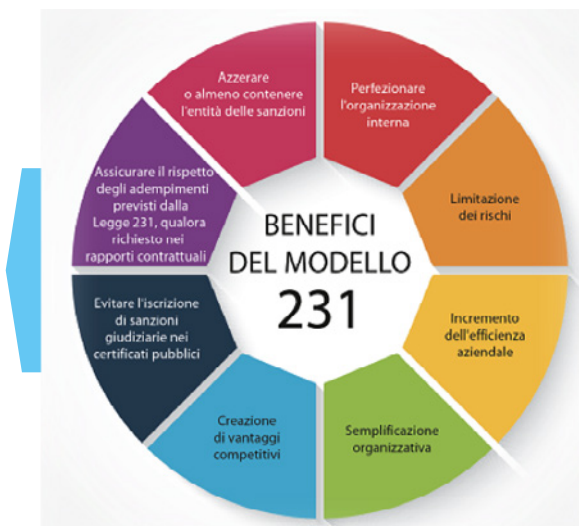 BENEFICI
DEL MODELLO
231
Perfezionare
l'organizzazione
interna
Limitazione
dei rischi
Incremento
dell'efficienza
aziendale
Semplificazione
organizzativa
Creazione
di vantaggi
competitivi
Evitare l'iscrizione
di sanzioni
giudiziarie nei
certificati pubblici
Assicurare il rispetto
degli adempimenti
previsti dalla
Legge 231, qualora
richiesto nei
rapporti contrattuali
Azzerare
o almeno contenere
l'entità delle sanzioni